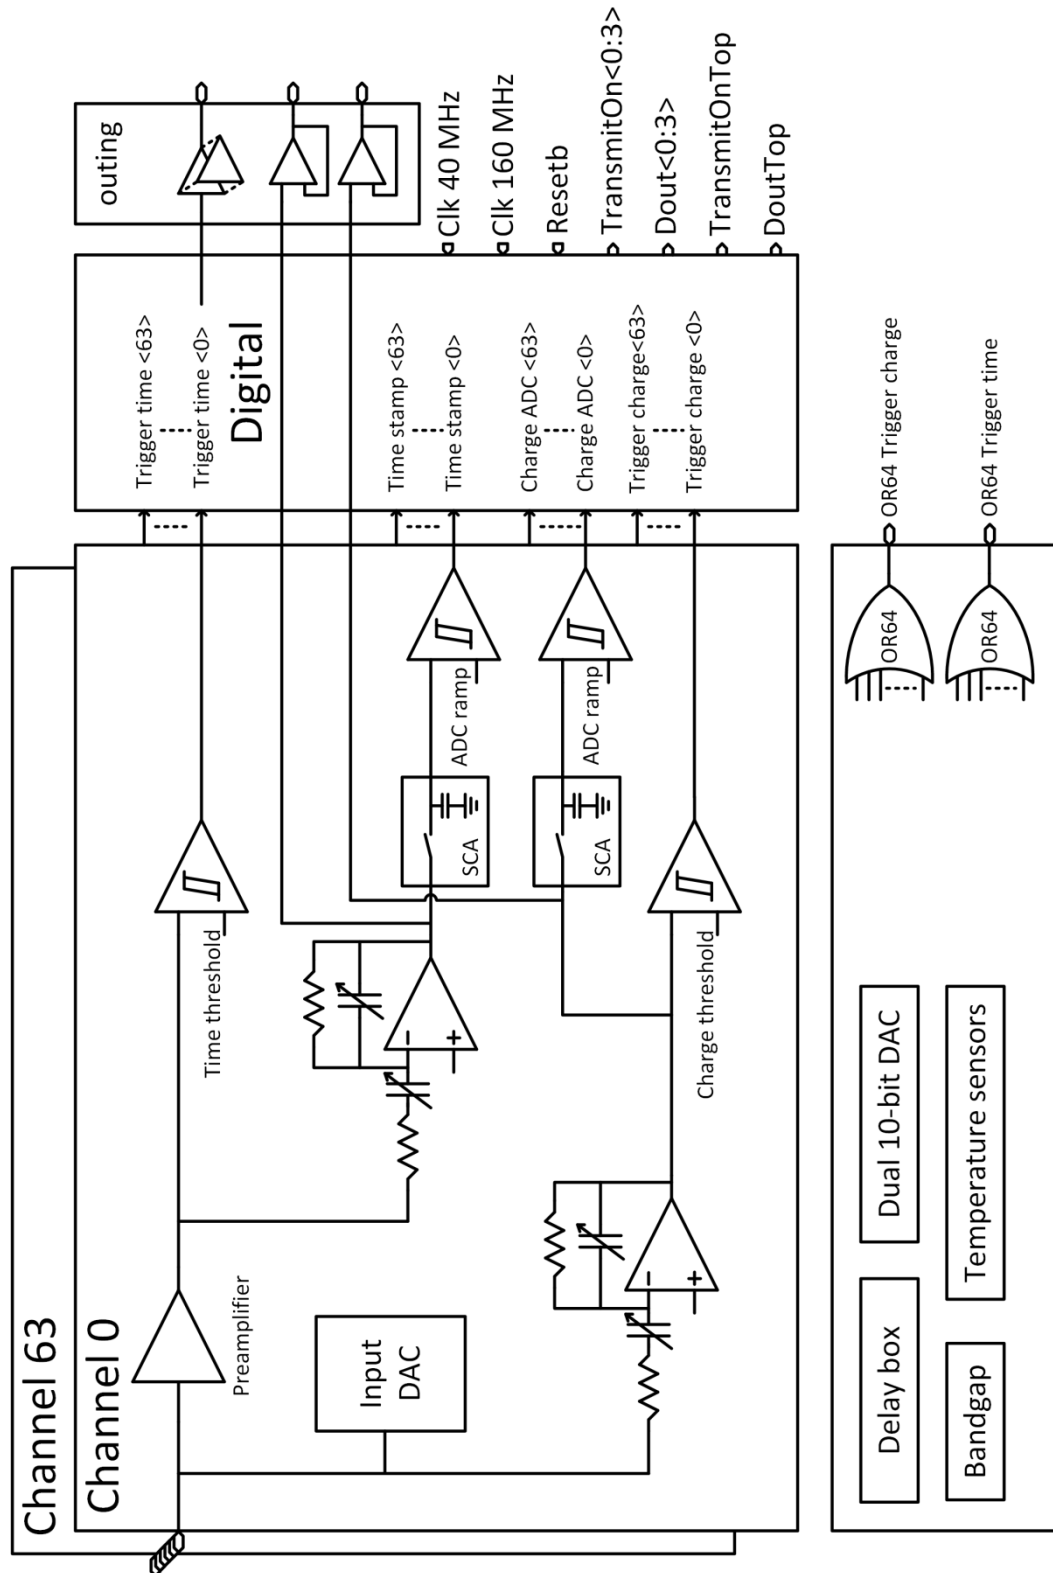 Channel 63
Channel 0
Preamplifier
Input
DAC
Time threshold
Charge threshold
SCA
ADC ramp
SCA
ADC ramp
-
+
-
+
Trigger time <63>
Trigger time <0>
Digital
Time stamp <63>
Time stamp <0>
Charge ADC <63>
Charge ADC <0>
Trigger charge<63>
Trigger charge <0>
outing
Clk 40 MHz
Clk 160 MHz
Resetb
TransmitOn<0:3>
Dout<0:3>
TransmitOnTop
DoutTop
Delay box
Dual 10-bit DAC
Bandgap
Temperature sensors
OR64
OR64 Trigger charge
OR64
OR64 Trigger time